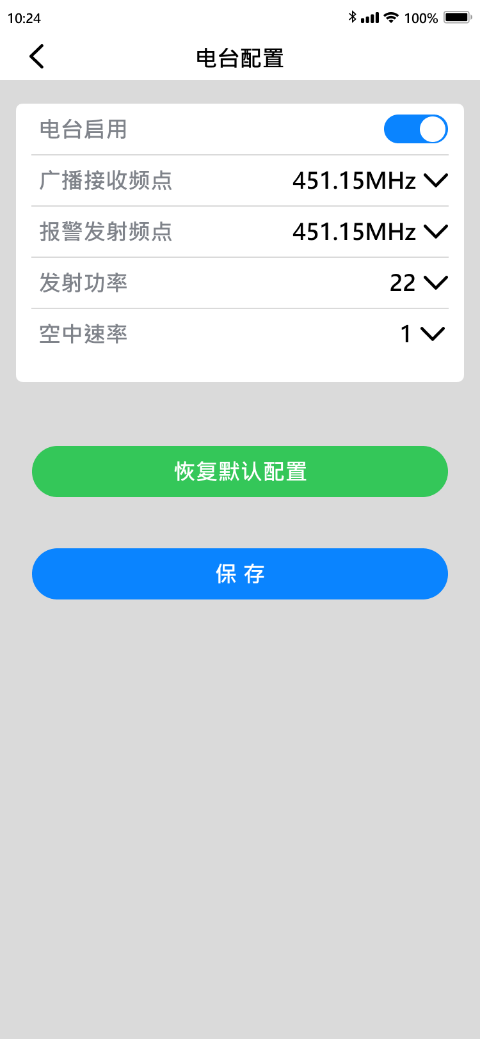 10:24 100%
电台配置
电台启用
广播接收频点 451.15MHz
报警发射频点 451.15MHz
发射功率 22
空中速率 1
恢复默认配置
保存